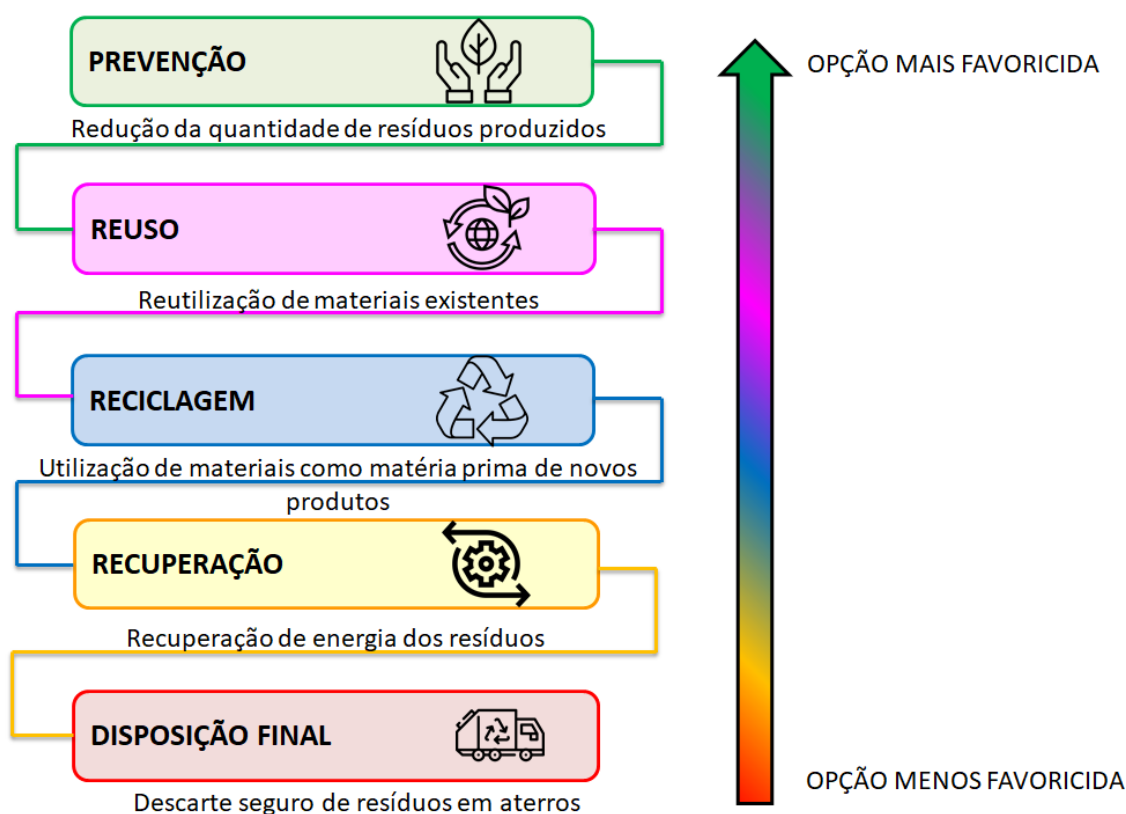 PREVENÇÃO
OPÇÃO MAIS FAVORICIDA
Redução da quantidade de resíduos produzidos
REUSO
Reutilização de materiais existentes
RECICLAGEM
Utilização de materiais como matéria prima de novos
produtos
RECUPERAÇÃO
Recuperação de energia dos resíduos
DISPOSIÇÃO FINAL
OPÇÃO MENOS FAVORICIDA
Descarte seguro de resíduos em aterros